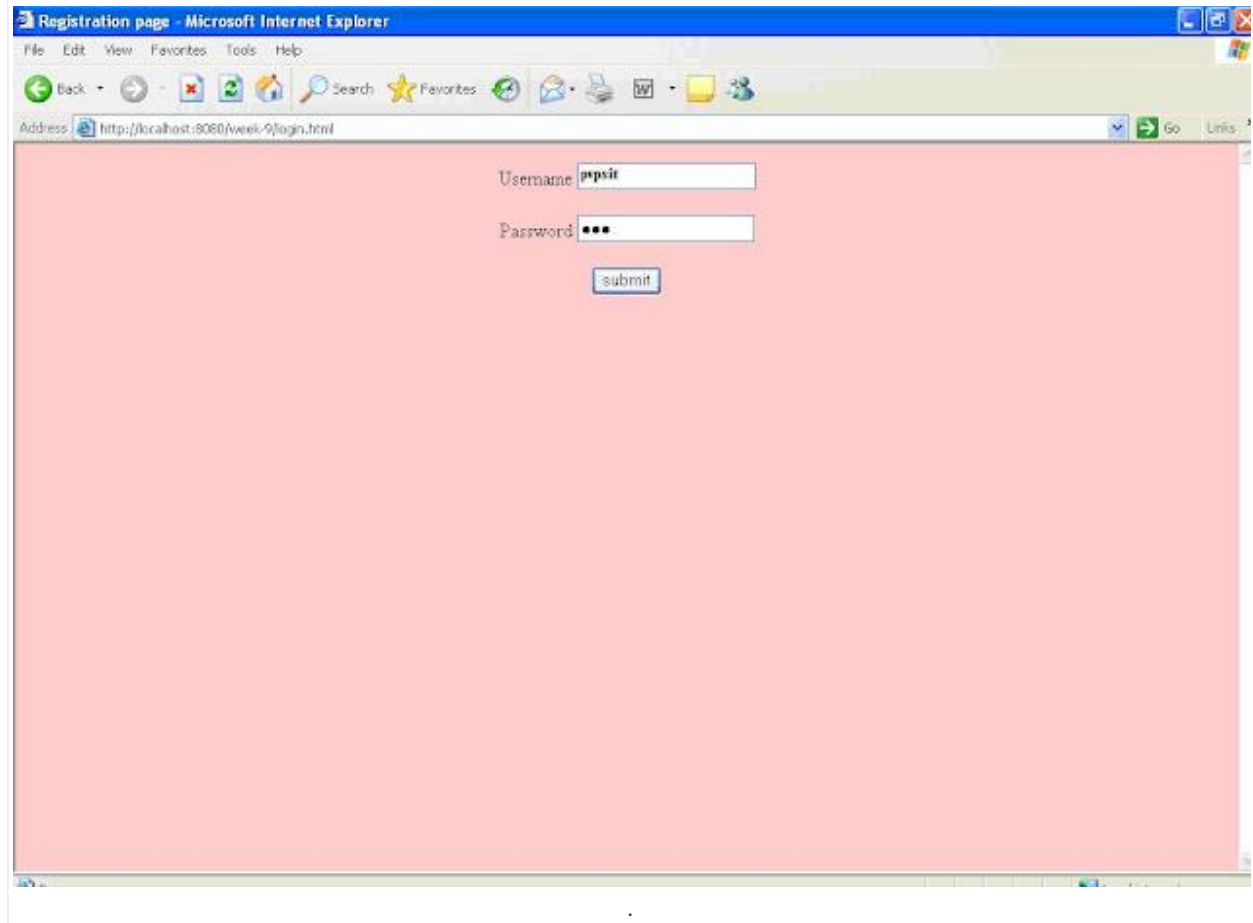 Registration page - Microsoft Internet Explorer
File Edit View Favorites Tools Help
Back Search Favorites
Address http://localhost:8080/week-9/login.html Go Links »
Username pvpsit
Password •••
submit
.